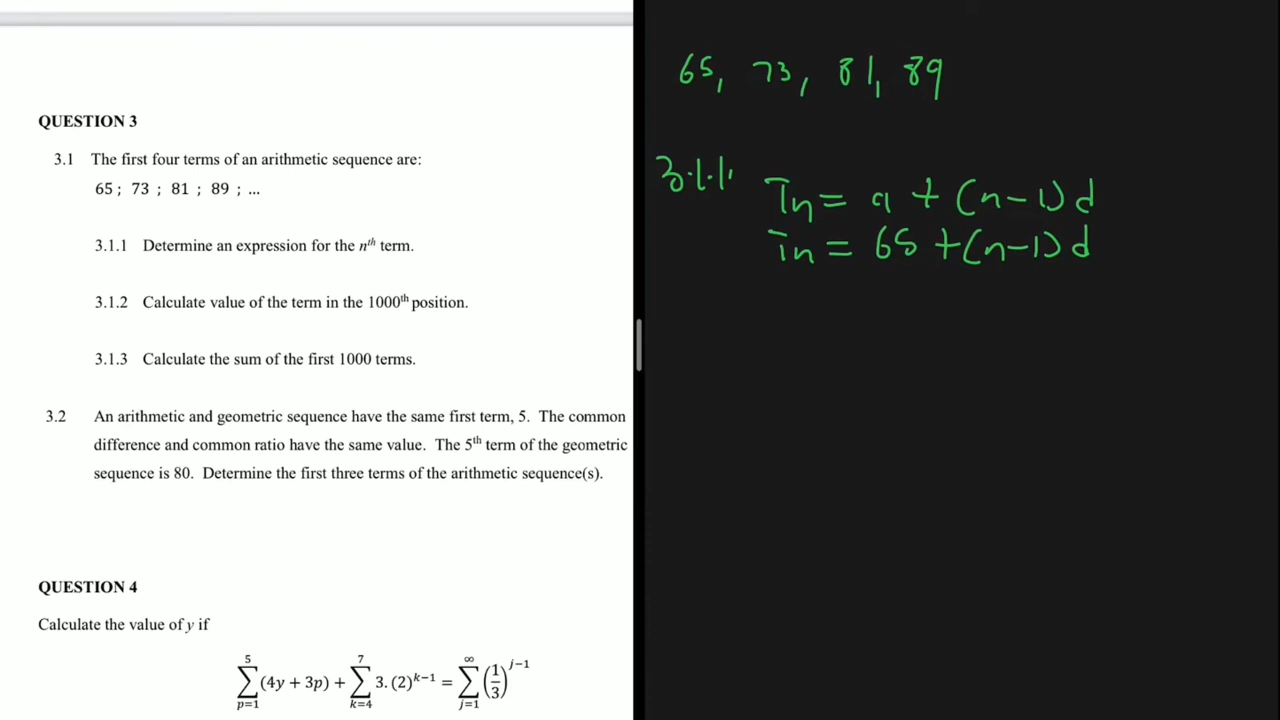 QUESTION 3
3.1 The first four terms of an arithmetic sequence are:
65 ; 73 ; 81 ; 89 ; ...
3.1.1 Determine an expression for the nᵗʰ term.
3.1.2 Calculate value of the term in the 1000ᵗʰ position.
3.1.3 Calculate the sum of the first 1000 terms.
3.2 An arithmetic and geometric sequence have the same first term, 5. The common
difference and common ratio have the same value. The 5ᵗʰ term of the geometric
sequence is 80. Determine the first three terms of the arithmetic sequence(s).
QUESTION 4
Calculate the value of y if
5 7 ∞
∑(4y + 3p) + ∑ 3.(2)ᵏ⁻¹ = ∑(1/3)ʲ⁻¹
p=1 k=4 j=1
65, 73, 81, 89
3.1.1.
Tn = a + (n-1)d
Tn = 65 + (n-1)d